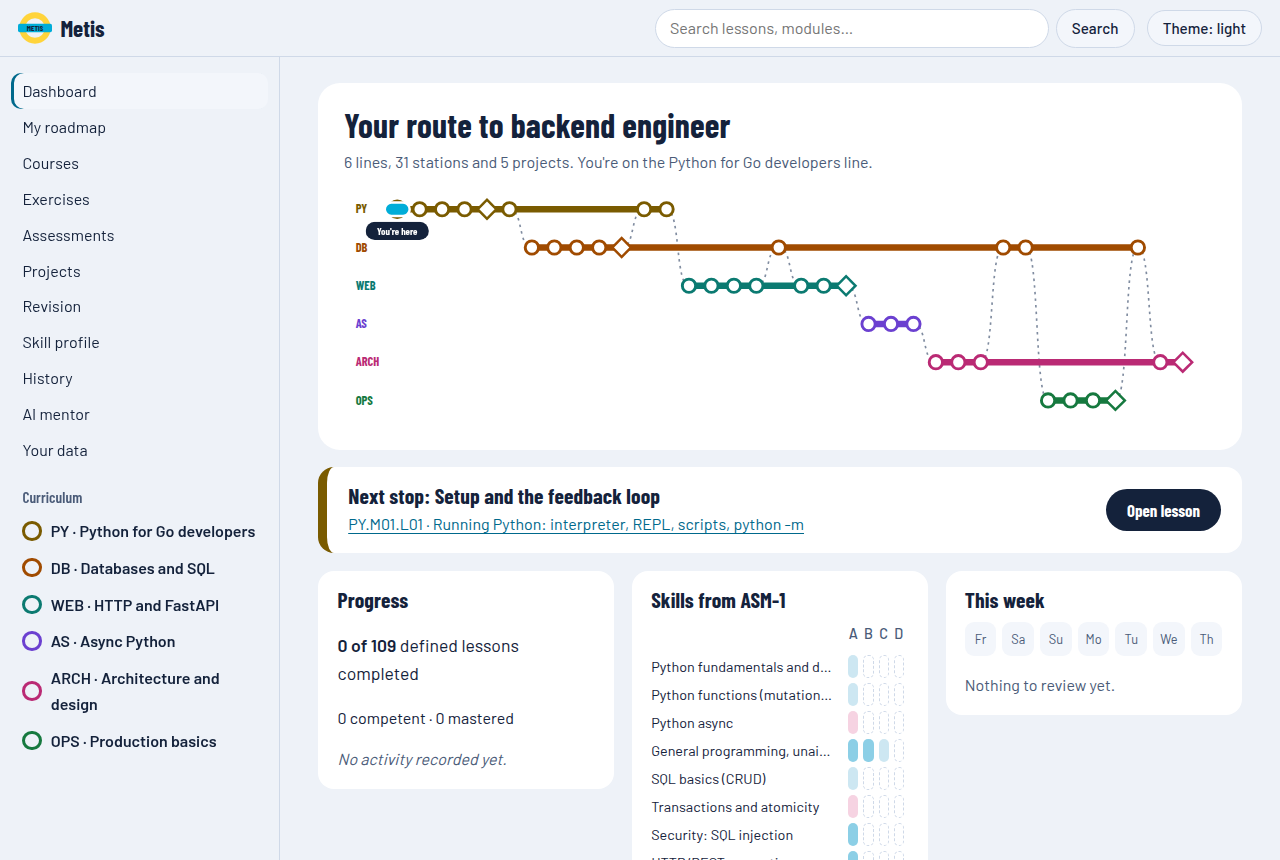 METIS
Metis
Search lessons, modules...
Search
Theme: light
Dashboard
My roadmap
Courses
Exercises
Assessments
Projects
Revision
Skill profile
History
AI mentor
Your data
Curriculum
PY · Python for Go developers
DB · Databases and SQL
WEB · HTTP and FastAPI
AS · Async Python
ARCH · Architecture and
design
OPS · Production basics
Your route to backend engineer
6 lines, 31 stations and 5 projects. You're on the Python for Go developers line.
PY
You're here
DB
WEB
AS
ARCH
OPS
Next stop: Setup and the feedback loop
PY.M01.L01 · Running Python: interpreter, REPL, scripts, python -m
Open lesson
Progress
0 of 109 defined lessons
completed
0 competent · 0 mastered
No activity recorded yet.
Skills from ASM-1
A B C D
Python fundamentals and d...
Python functions (mutation...
Python async
General programming, unai...
SQL basics (CRUD)
Transactions and atomicity
Security: SQL injection
This week
Fr Sa Su Mo Tu We Th
Nothing to review yet.